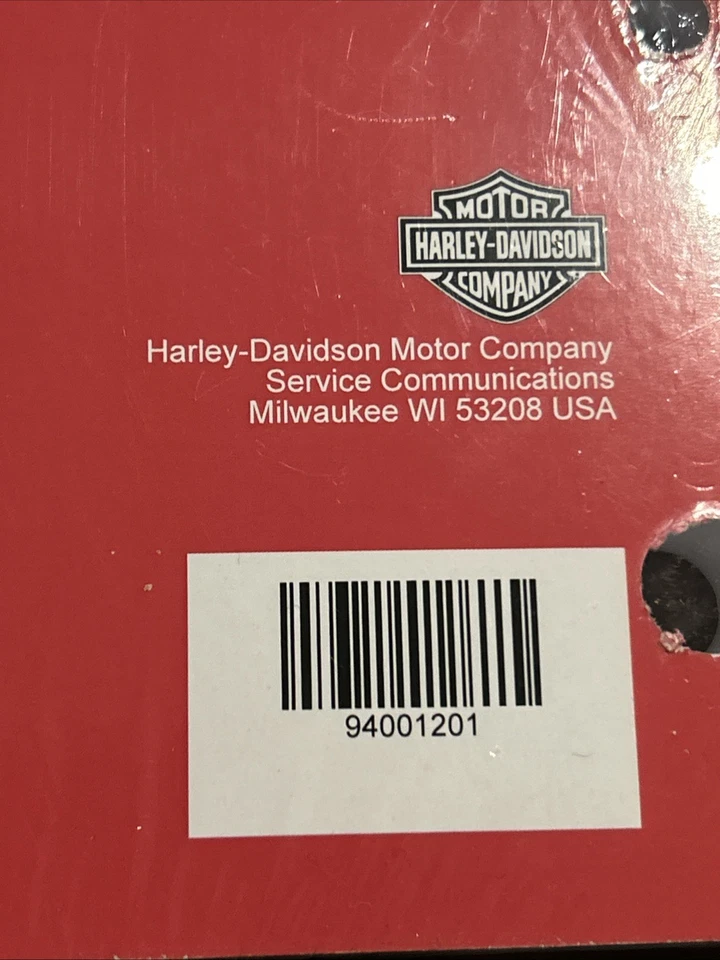 MOTOR
HARLEY-DAVIDSON
COMPANY
Harley-Davidson Motor Company
Service Communications
Milwaukee WI 53208 USA
94001201